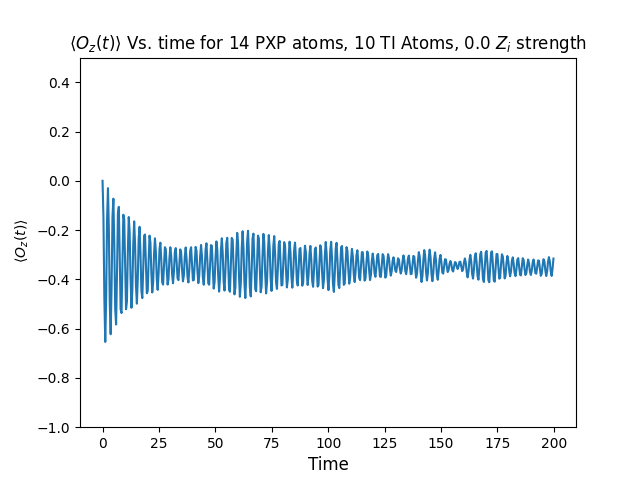 ⟨O_z(t)⟩ Vs. time for 14 PXP atoms, 10 TI Atoms, 0.0 Z_i strength
⟨O_z(t)⟩
0.4
0.2
0.0
−0.2
−0.4
−0.6
−0.8
−1.0
0 25 50 75 100 125 150 175 200
Time